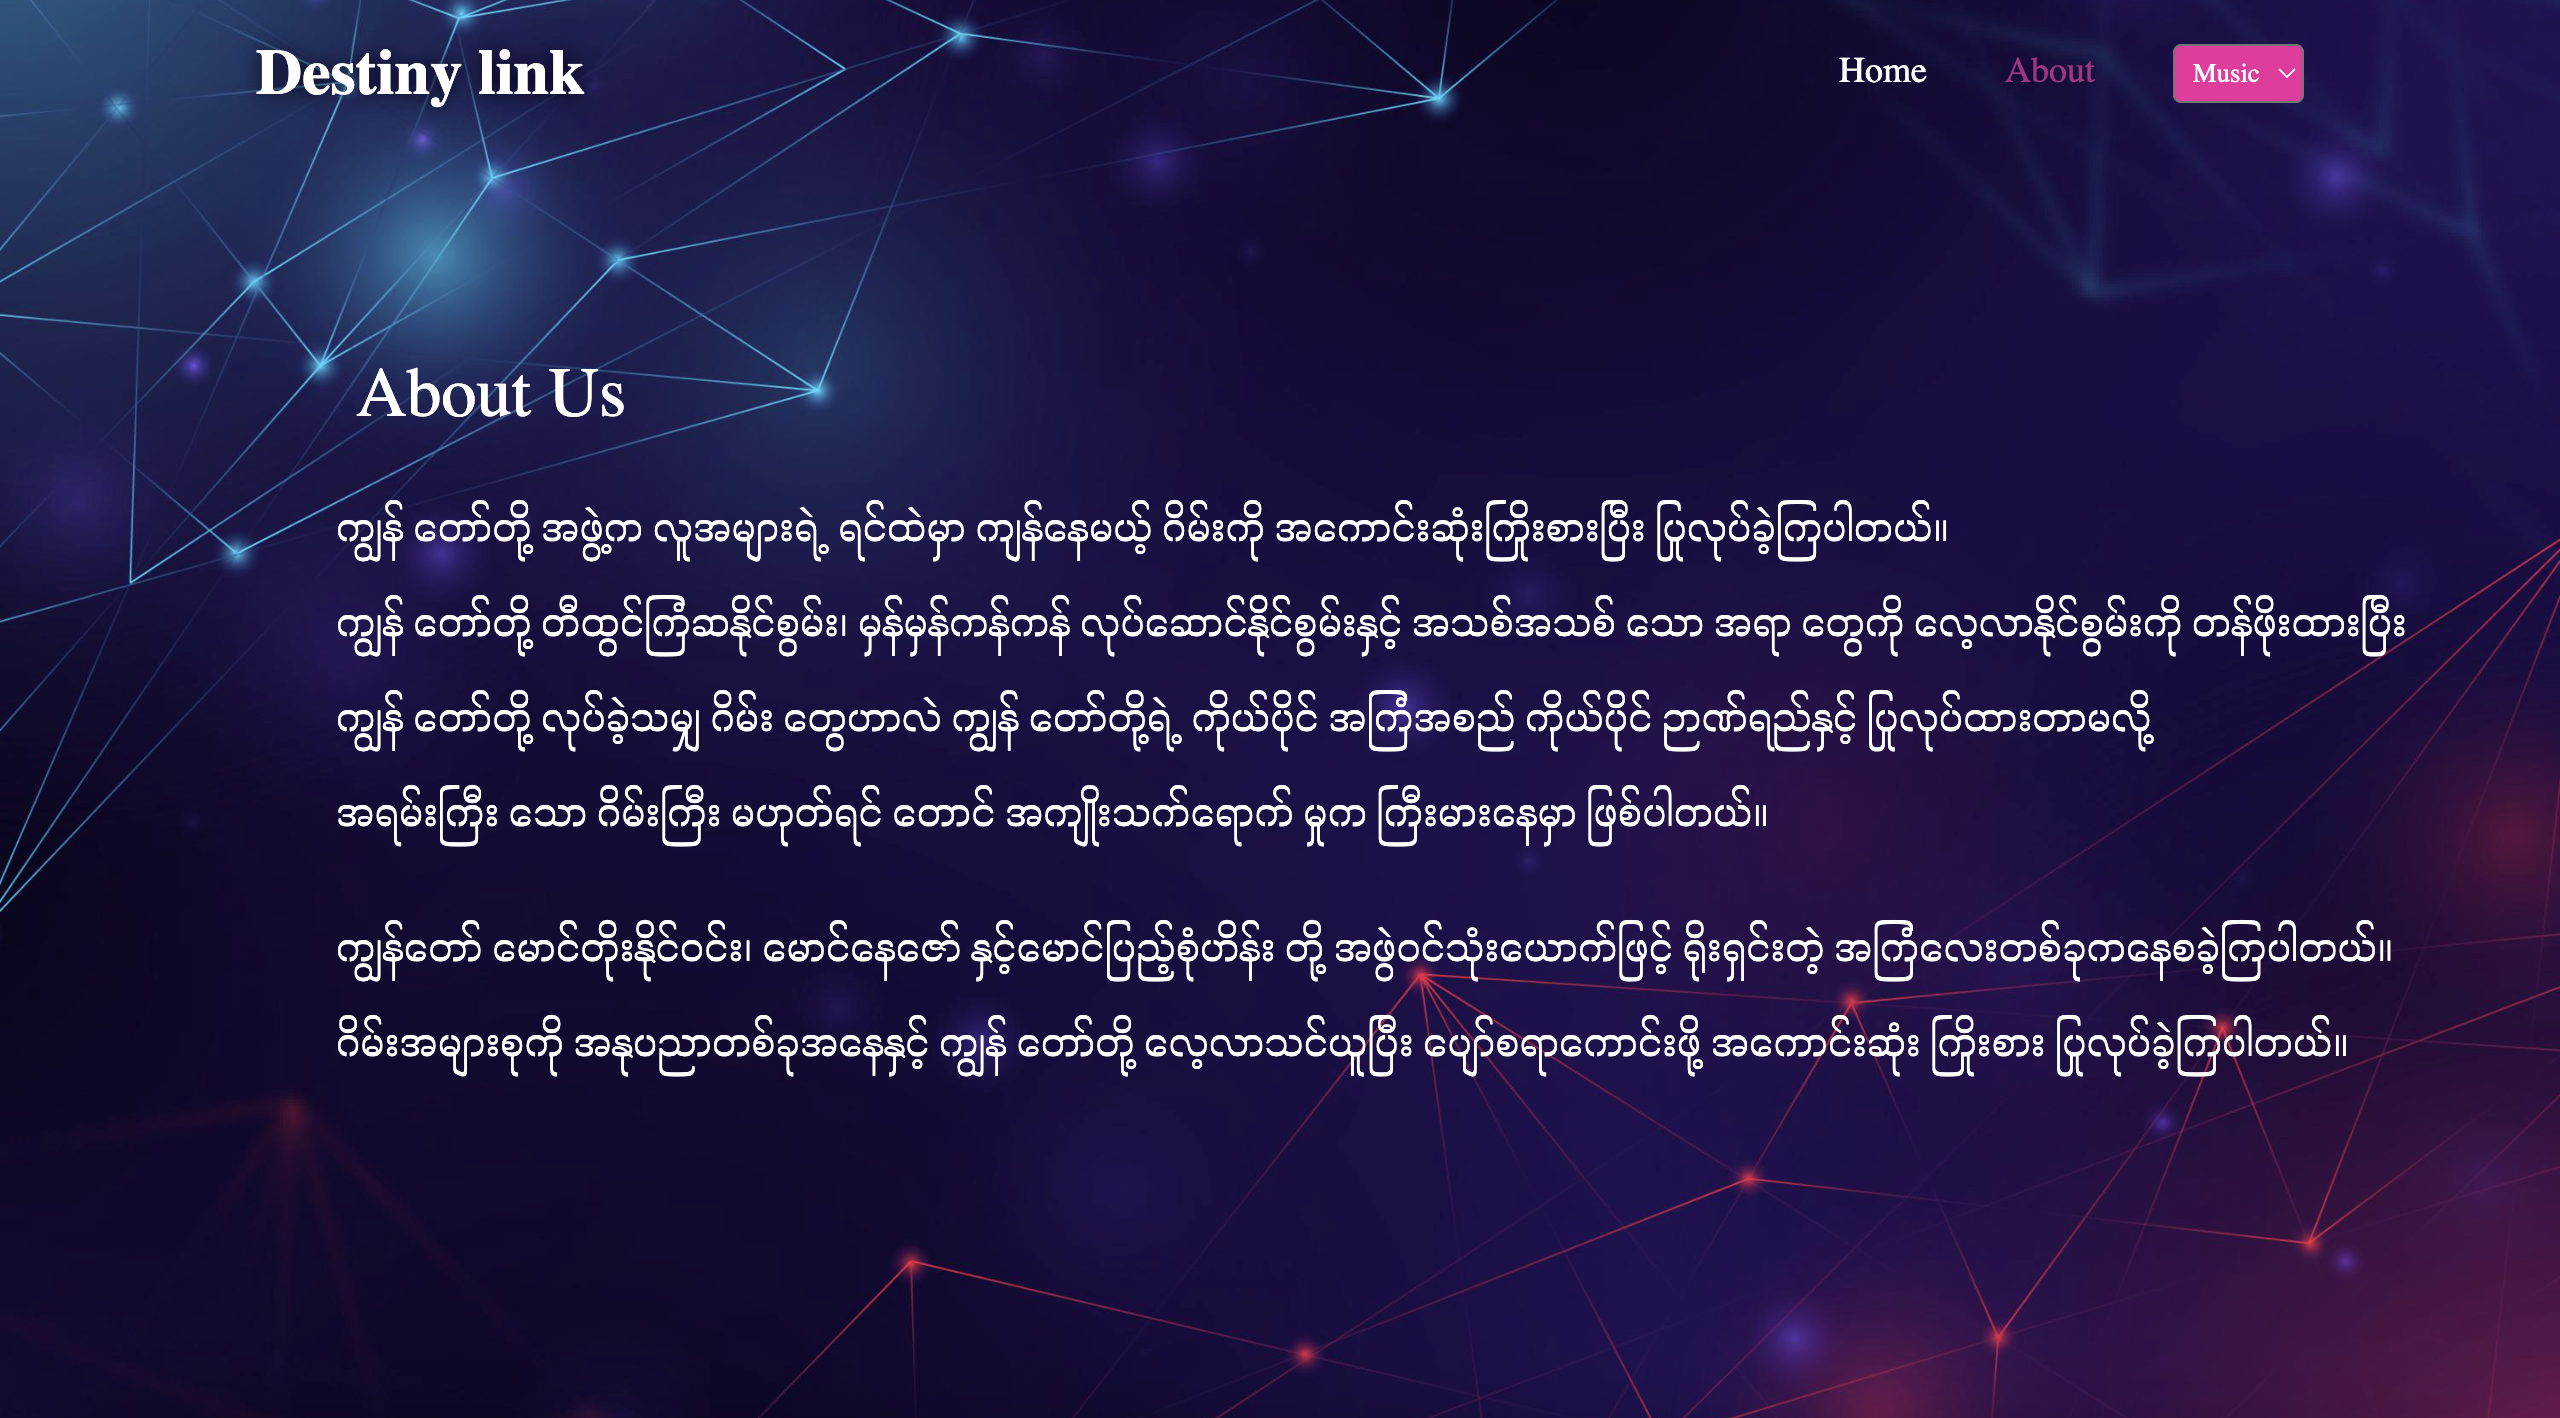 Destiny link
Home
About
Music
About Us
ကျွန် တော်တို့ အဖွဲ့က လူအများရဲ့ ရင်ထဲမှာ ကျန်နေမယ့် ဂိမ်းကို အကောင်းဆုံးကြိုးစားပြီး ပြုလုပ်ခဲ့ကြပါတယ်။
ကျွန် တော်တို့ တီထွင်ကြံဆနိုင်စွမ်း၊ မှန်မှန်ကန်ကန် လုပ်ဆောင်နိုင်စွမ်းနှင့် အသစ်အသစ် သော အရာ တွေကို လေ့လာနိုင်စွမ်းကို တန်ဖိုးထားပြီး
ကျွန် တော်တို့ လုပ်ခဲ့သမျှ ဂိမ်း တွေဟာလဲ ကျွန် တော်တို့ရဲ့ ကိုယ်ပိုင် အကြံအစည် ကိုယ်ပိုင် ဉာဏ်ရည်နှင့် ပြုလုပ်ထားတာမလို့
အရမ်းကြီး သော ဂိမ်းကြီး မဟုတ်ရင် တောင် အကျိုးသက်ရောက် မှုက ကြီးမားနေမှာ ဖြစ်ပါတယ်။
ကျွန်တော် မောင်တိုးနိုင်ဝင်း၊ မောင်နေဇော် နှင့်မောင်ပြည့်စုံဟိန်း တို့ အဖွဲဝင်သုံးယောက်ဖြင့် ရိုးရှင်းတဲ့ အကြံလေးတစ်ခုကနေစခဲ့ကြပါတယ်။
ဂိမ်းအများစုကို အနုပညာတစ်ခုအနေနှင့် ကျွန် တော်တို့ လေ့လာသင်ယူပြီး ပျော်စရာကောင်းဖို့ အကောင်းဆုံး ကြိုးစား ပြုလုပ်ခဲ့ကြပါတယ်။